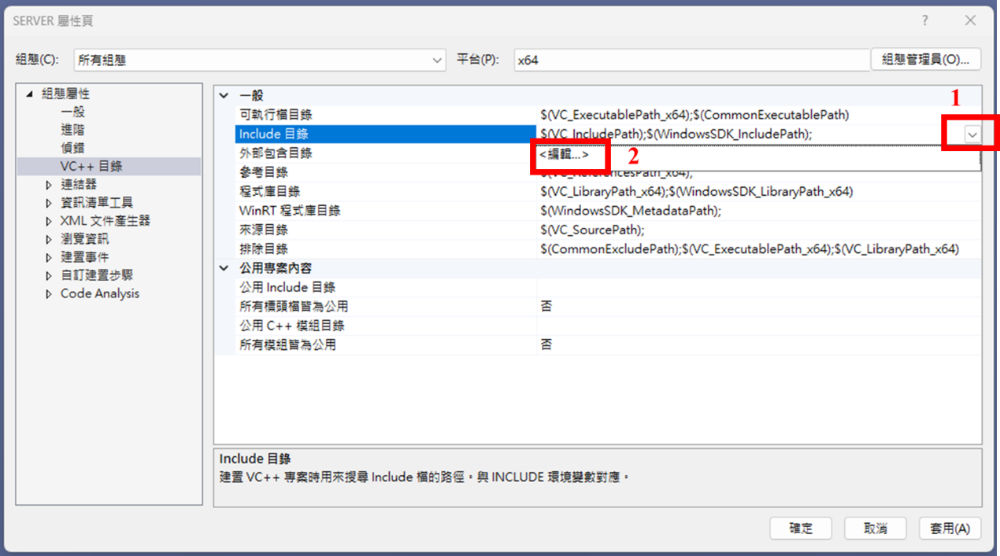 SERVER 屬性頁
組態(C): 所有組態 平台(P): x64 組態管理員(O)...
組態屬性
一般
進階
偵錯
VC++ 目錄
連結器
資訊清單工具
XML 文件產生器
瀏覽資訊
建置事件
自訂建置步驟
Code Analysis
一般
1
可執行檔目錄 $(VC_ExecutablePath_x64);$(CommonExecutablePath)
Include 目錄 $(VC_IncludePath);$(WindowsSDK_IncludePath);
外部包含目錄 <編輯...> 2
參考目錄 $(VC_ReferencesPath_x64);
程式庫目錄 $(VC_LibraryPath_x64);$(WindowsSDK_LibraryPath_x64)
WinRT 程式庫目錄 $(WindowsSDK_MetadataPath);
來源目錄 $(VC_SourcePath);
排除目錄 $(CommonExcludePath);$(VC_ExecutablePath_x64);$(VC_LibraryPath_x64)
公用專案內容
公用 Include 目錄
所有標頭檔皆為公用 否
公用 C++ 模組目錄
所有模組皆為公用 否
Include 目錄
建置 VC++ 專案時用來搜尋 Include 檔的路徑。與 INCLUDE 環境變數對應。
確定 取消 套用(A)